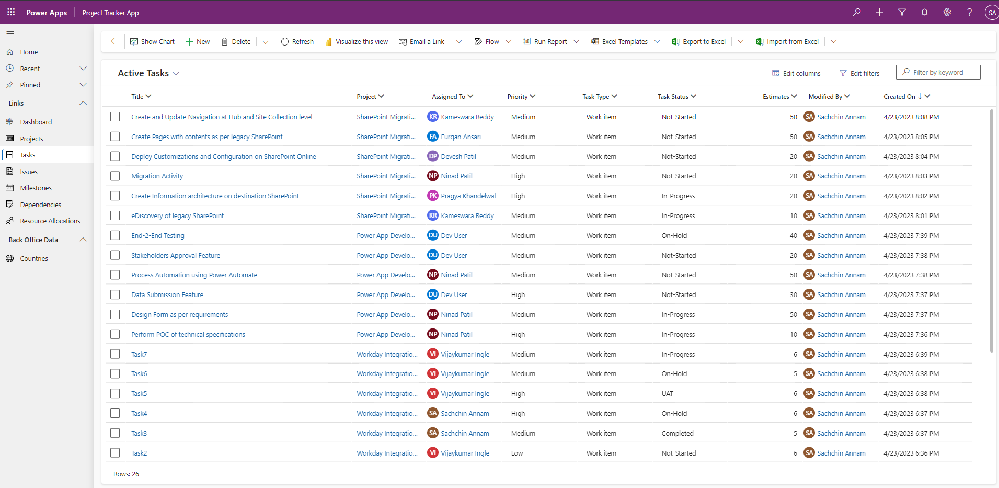 Power Apps Project Tracker App SA
Show Chart New Delete Refresh Visualize this view Email a Link Flow Run Report Excel Templates Export to Excel Import from Excel
Home
Recent
Pinned
Links
Dashboard
Projects
Tasks
Issues
Milestones
Dependencies
Resource Allocations
Back Office Data
Countries
Active Tasks Edit columns Edit filters Filter by keyword
Title Project Assigned To Priority Task Type Task Status Estimates Modified By Created On
Create and Update Navigation at Hub and Site Collection level SharePoint Migrati... KR Kameswara Reddy Medium Work item Not-Started 50 SA Sachchin Annam 4/23/2023 8:08 PM
Create Pages with contents as per legacy SharePoint SharePoint Migrati... FA Furqan Ansari Medium Work item Not-Started 50 SA Sachchin Annam 4/23/2023 8:05 PM
Deploy Customizations and Configuration on SharePoint Online SharePoint Migrati... DP Devesh Patil Medium Work item Not-Started 20 SA Sachchin Annam 4/23/2023 8:04 PM
Migration Activity SharePoint Migrati... NP Ninad Patil High Work item Not-Started 20 SA Sachchin Annam 4/23/2023 8:03 PM
Create Information architecture on destination SharePoint SharePoint Migrati... PK Pragya Khandelwal High Work item In-Progress 20 SA Sachchin Annam 4/23/2023 8:02 PM
eDiscovery of legacy SharePoint SharePoint Migrati... KR Kameswara Reddy Medium Work item In-Progress 10 SA Sachchin Annam 4/23/2023 8:01 PM
End-2-End Testing Power App Develo... DU Dev User Medium Work item On-Hold 40 SA Sachchin Annam 4/23/2023 7:39 PM
Stakeholders Approval Feature Power App Develo... DU Dev User Medium Work item Not-Started 20 SA Sachchin Annam 4/23/2023 7:38 PM
Process Automation using Power Automate Power App Develo... NP Ninad Patil Medium Work item Not-Started 50 SA Sachchin Annam 4/23/2023 7:38 PM
Data Submission Feature Power App Develo... DU Dev User High Work item Not-Started 30 SA Sachchin Annam 4/23/2023 7:37 PM
Design Form as per requirements Power App Develo... NP Ninad Patil Medium Work item In-Progress 50 SA Sachchin Annam 4/23/2023 7:37 PM
Perform POC of technical specifications Power App Develo... NP Ninad Patil High Work item In-Progress 10 SA Sachchin Annam 4/23/2023 7:36 PM
Task7 Workday Integratio... VI Vijaykumar Ingle Medium Work item In-Progress 6 SA Sachchin Annam 4/23/2023 6:39 PM
Task6 Workday Integratio... VI Vijaykumar Ingle Medium Work item On-Hold 5 SA Sachchin Annam 4/23/2023 6:38 PM
Task5 Workday Integratio... VI Vijaykumar Ingle High Work item UAT 6 SA Sachchin Annam 4/23/2023 6:38 PM
Task4 Workday Integratio... SA Sachchin Annam High Work item On-Hold 6 SA Sachchin Annam 4/23/2023 6:37 PM
Task3 Workday Integratio... SA Sachchin Annam Medium Work item Completed 5 SA Sachchin Annam 4/23/2023 6:37 PM
Task2 Workday Integratio... VI Vijaykumar Ingle Low Work item Not-Started 6 SA Sachchin Annam 4/23/2023 6:36 PM
Rows: 26